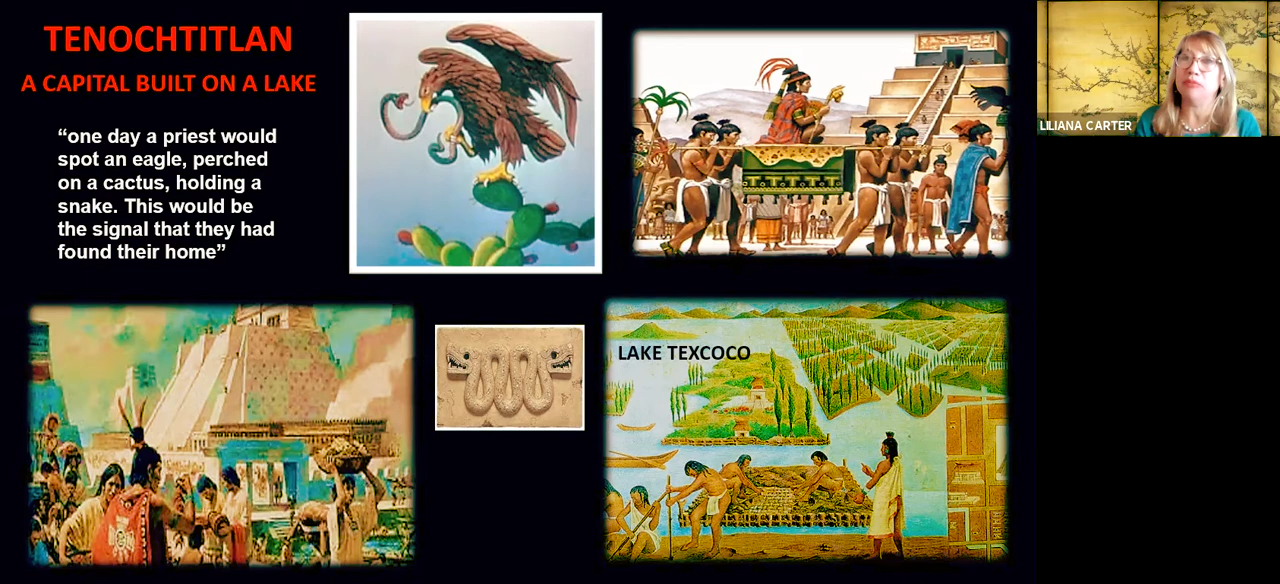 TENOCHTITLAN
A CAPITAL BUILT ON A LAKE
“one day a priest would
spot an eagle, perched
on a cactus, holding a
snake. This would be
the signal that they had
found their home”
LAKE TEXCOCO
LILIANA CARTER